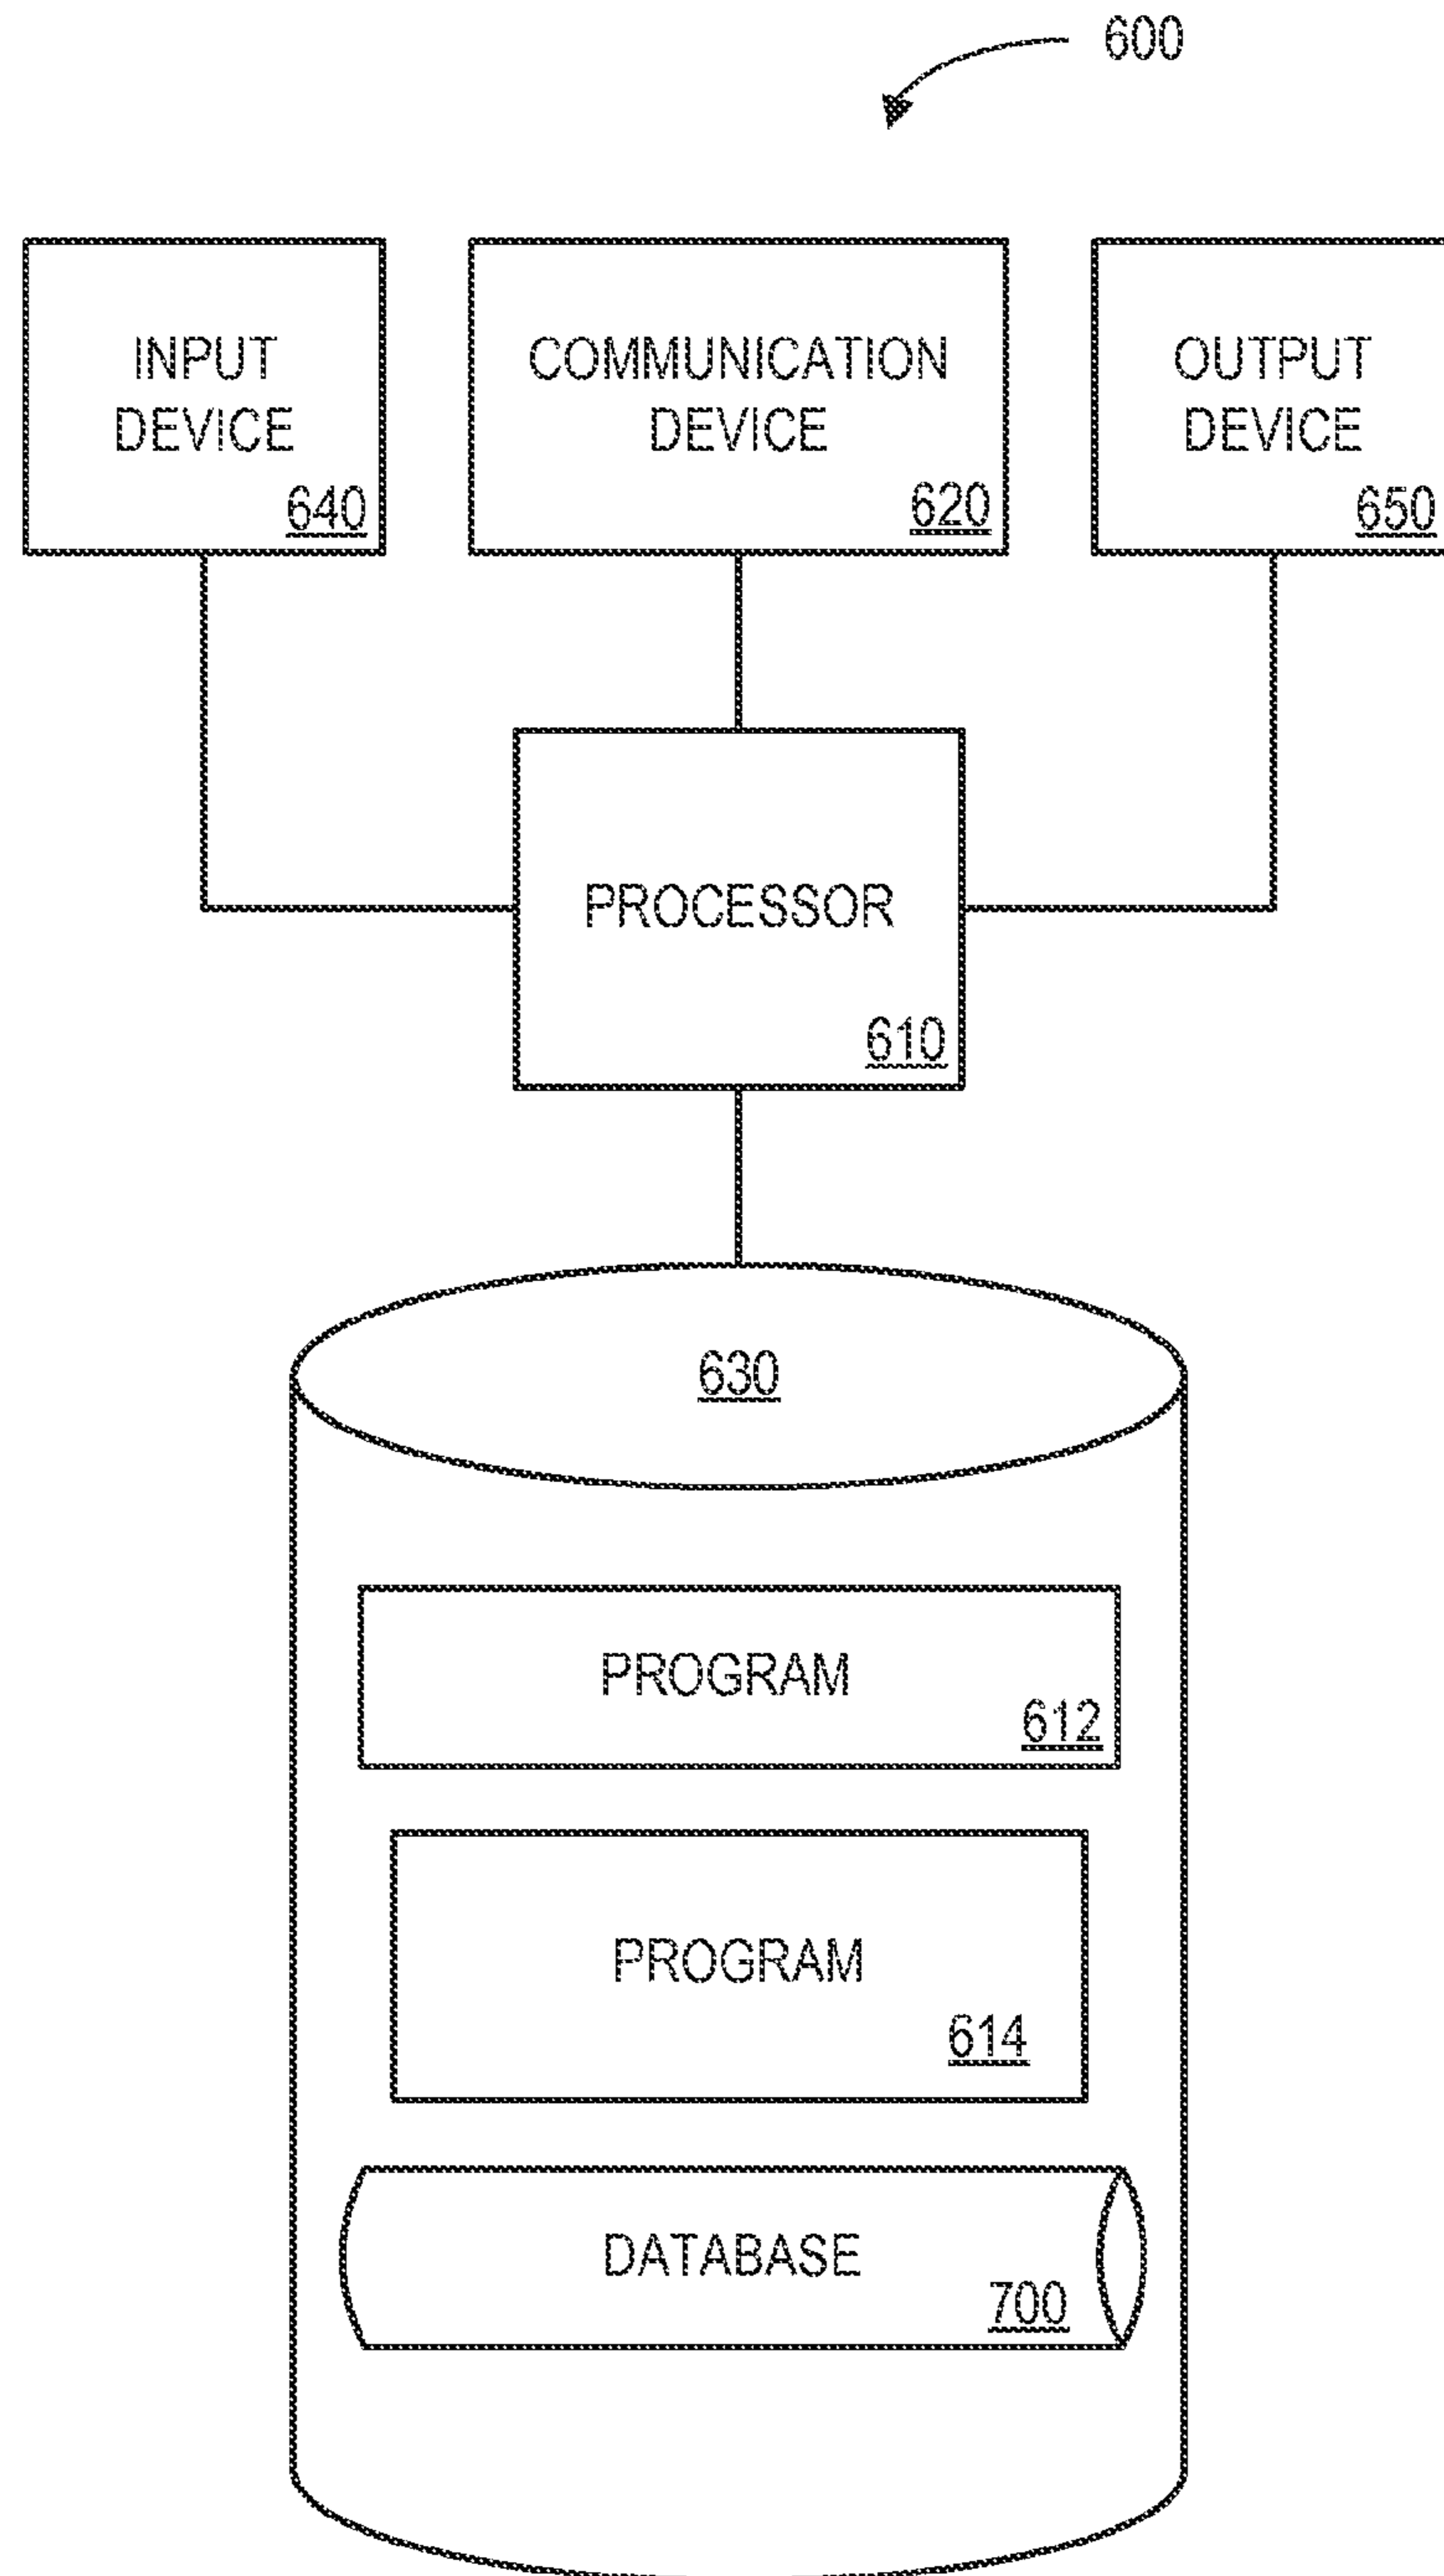 600
INPUT
DEVICE
640
COMMUNICATION
DEVICE
620
OUTPUT
DEVICE
650
PROCESSOR
610
630
PROGRAM
612
PROGRAM
614
DATABASE
700